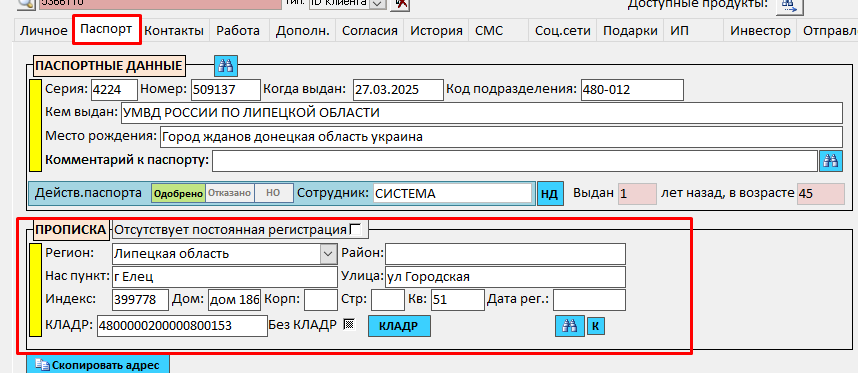 5366110 Тип: ID Клиента Доступные продукты:
Личное Паспорт Контакты Работа Дополн. Согласия История СМС Соц.сети Подарки ИП Инвестор Отправл
ПАСПОРТНЫЕ ДАННЫЕ
Серия: 4224 Номер: 509137 Когда выдан: 27.03.2025 Код подразделения: 480-012
Кем выдан: УМВД РОССИИ ПО ЛИПЕЦКОЙ ОБЛАСТИ
Место рождения: Город жданов донецкая область украина
Комментарий к паспорту:
Действ.паспорта Одобрено Отказано НО Сотрудник: СИСТЕМА НД Выдан 1 лет назад, в возрасте 45
ПРОПИСКА Отсутствует постоянная регистрация
Регион: Липецкая область Район:
Нас пункт: г Елец Улица: ул Городская
Индекс: 399778 Дом: дом 186 Корп: Стр: Кв: 51 Дата рег.:
КЛАДР: 4800000200000800153 Без КЛАДР КЛАДР К
Скопировать адрес